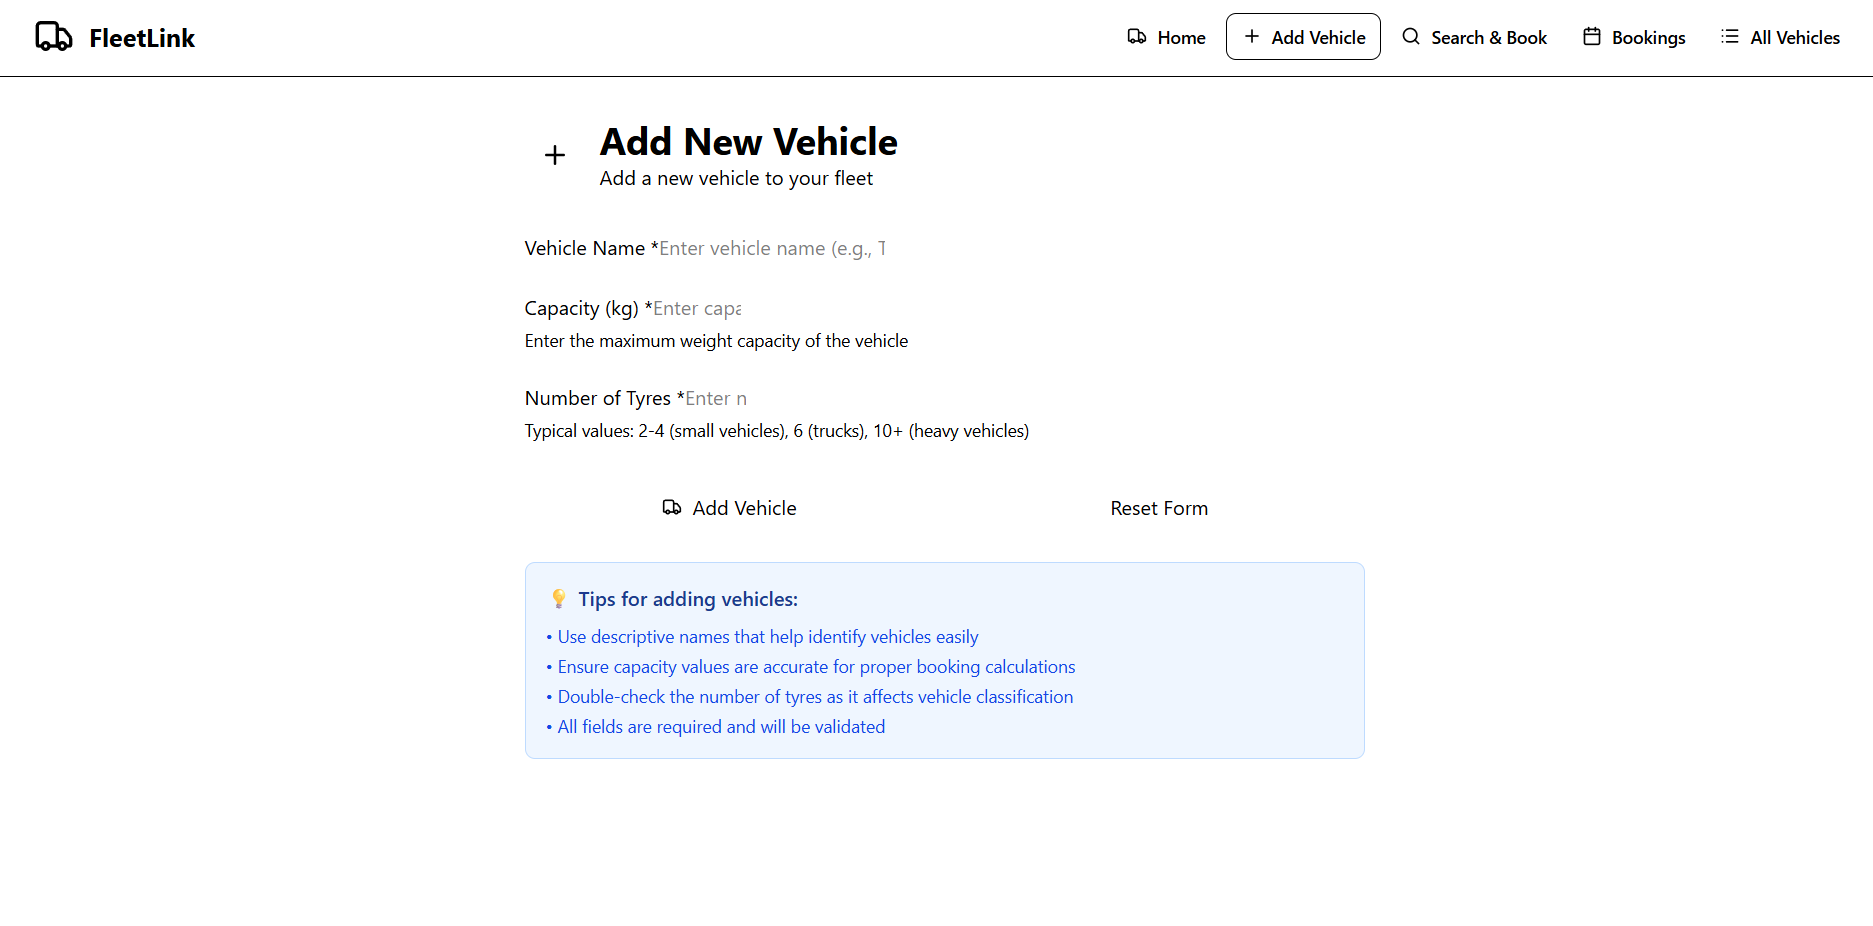 FleetLink
Home
Add Vehicle
Search & Book
Bookings
All Vehicles
Add New Vehicle
Add a new vehicle to your fleet
Vehicle Name *Enter vehicle name (e.g., T
Capacity (kg) *Enter capa
Enter the maximum weight capacity of the vehicle
Number of Tyres *Enter n
Typical values: 2-4 (small vehicles), 6 (trucks), 10+ (heavy vehicles)
Add Vehicle
Reset Form
💡 Tips for adding vehicles:
• Use descriptive names that help identify vehicles easily
• Ensure capacity values are accurate for proper booking calculations
• Double-check the number of tyres as it affects vehicle classification
• All fields are required and will be validated